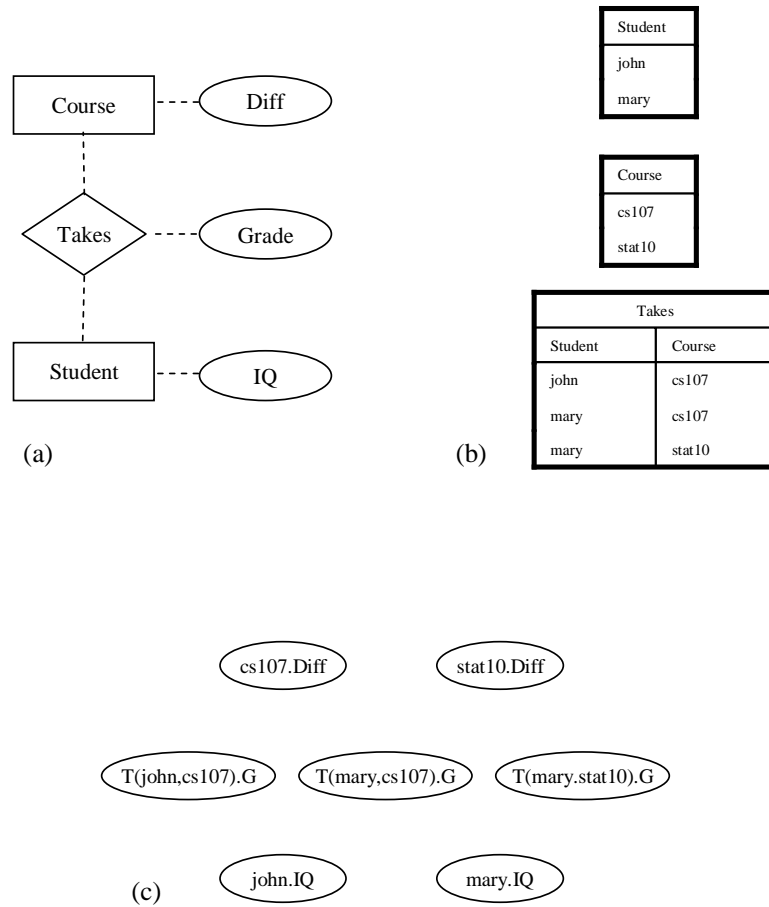 Course
Diff
Takes
Grade
Student
IQ
(a)
Student
john
mary
Course
cs107
stat10
Takes
Student Course
john cs107
mary cs107
mary stat10
(b)
cs107.Diff stat10.Diff
T(john,cs107).G T(mary,cs107).G T(mary.stat10).G
john.IQ mary.IQ
(c)